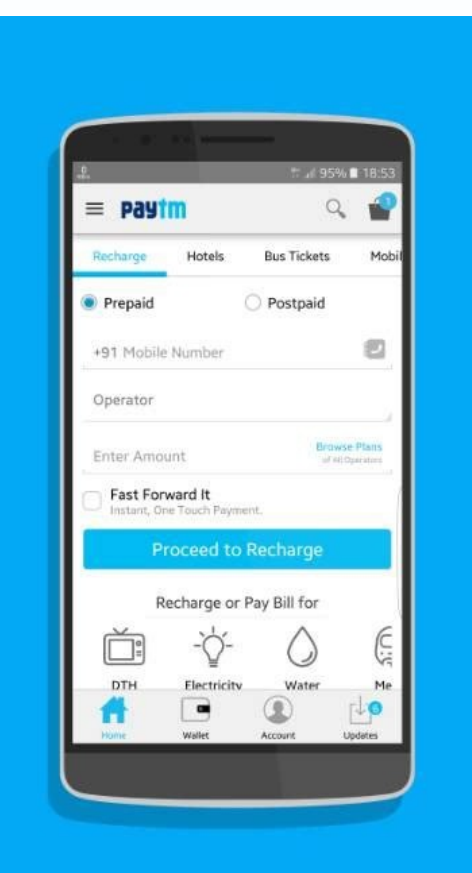 95% 18:53
paytm
1
Recharge Hotels Bus Tickets Mobil
Prepaid Postpaid
+91 Mobile Number
Operator
Enter Amount Browse Plans
of All Operators
Fast Forward It
Instant, One Touch Payment.
Proceed to Recharge
Recharge or Pay Bill for
DTH Electricity Water Me
6
Home Wallet Account Updates